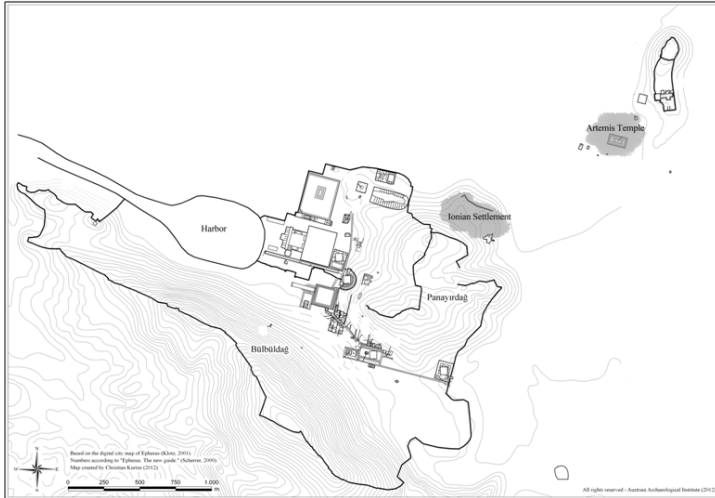 Artemis Temple
Ionian Settlement
Harbor
Panayırdağ
Bülbüldağ
N
W E
S
Based on the digital city map of Ephesus (Klotz, 2001)
Numbers according to "Ephesus. The new guide." (Scherrer, 2000)
Map created by Christian Kurtze (2012)
0 250 500 750 1.000
m
All rights reserved - Austrian Archaeological Institute (2012)